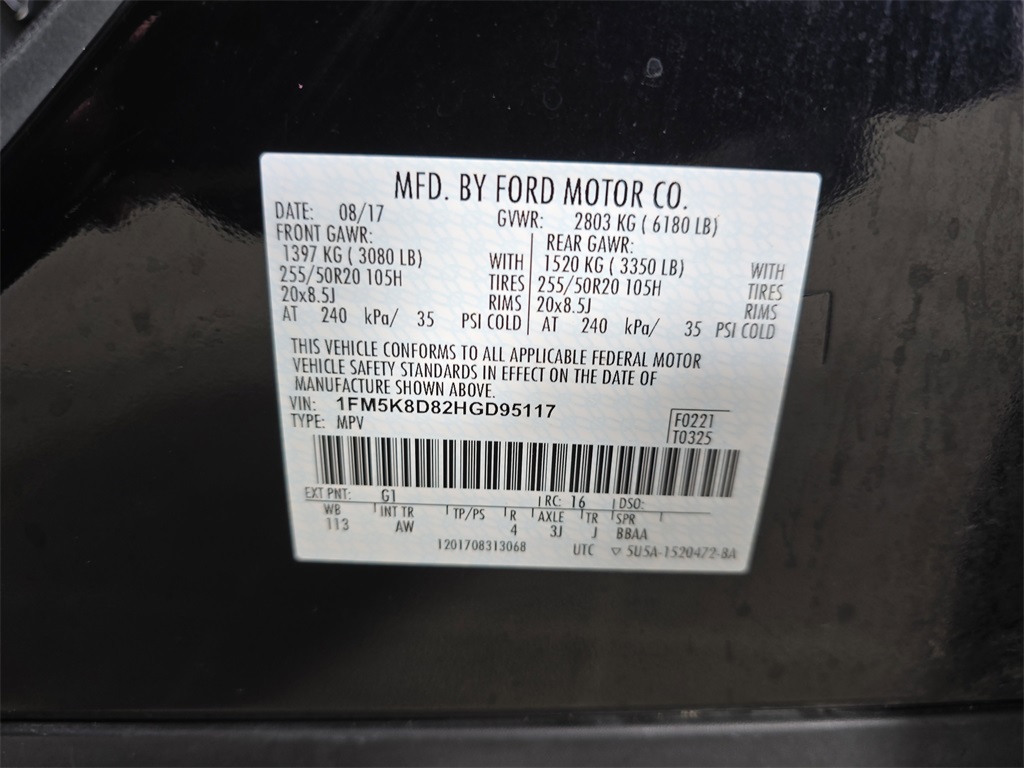 MFD. BY FORD MOTOR CO.
DATE: 08/17 GVWR: 2803 KG ( 6180 LB)
FRONT GAWR: REAR GAWR:
1397 KG ( 3080 LB) WITH 1520 KG ( 3350 LB) WITH
255/50R20 105H TIRES 255/50R20 105H TIRES
20x8.5J RIMS 20x8.5J RIMS
AT 240 kPa/ 35 PSI COLD AT 240 kPa/ 35 PSI COLD
THIS VEHICLE CONFORMS TO ALL APPLICABLE FEDERAL MOTOR
VEHICLE SAFETY STANDARDS IN EFFECT ON THE DATE OF
MANUFACTURE SHOWN ABOVE.
VIN: 1FM5K8D82HGD95117 F0221
TYPE: MPV T0325
EXT PNT: G1 RC: 16 DSO:
WB INT TR TP/PS R AXLE TR SPR
113 AW 4 3J J BBAA
1201708313068 UTC ▽ 5U5A-1520472-BA